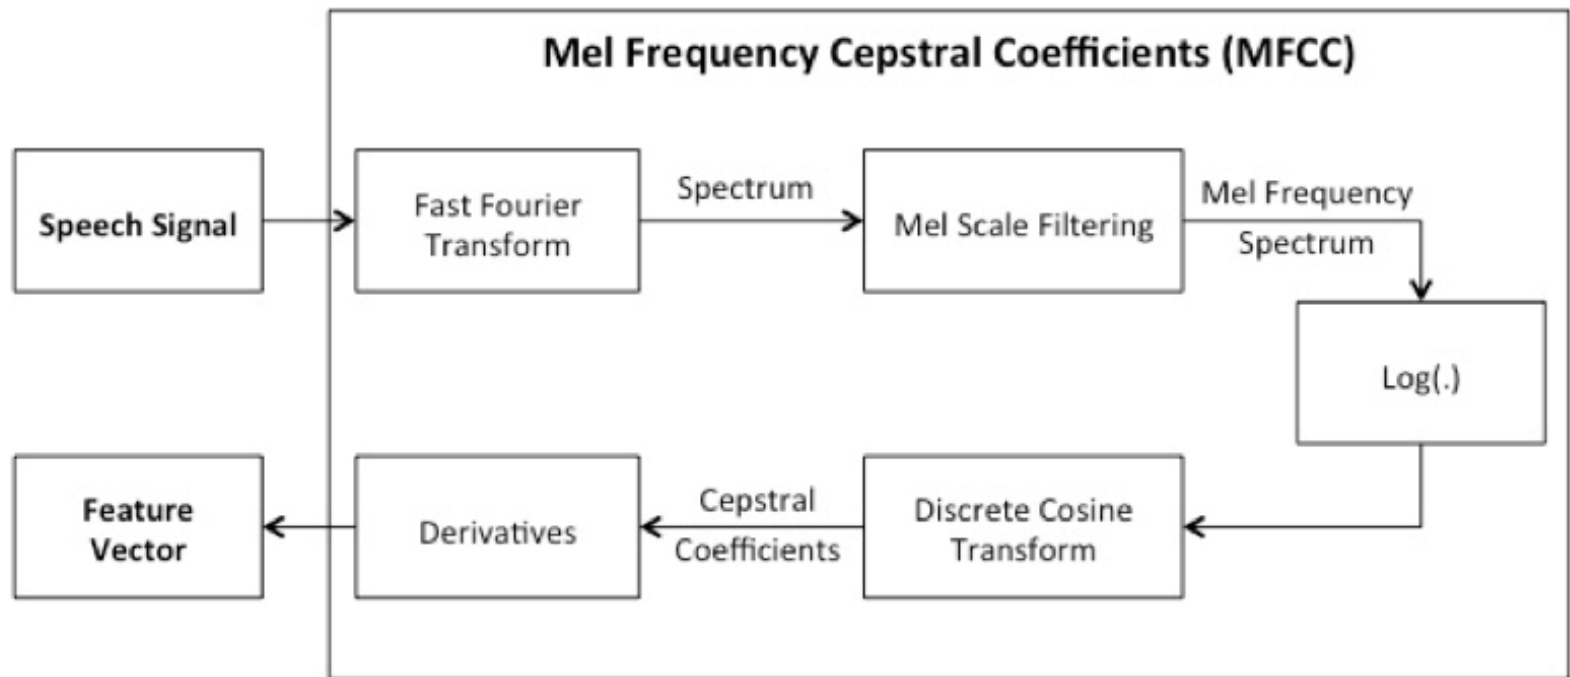 Mel Frequency Cepstral Coefficients (MFCC)
Speech Signal
Fast Fourier
Transform
Spectrum
Mel Scale Filtering
Mel Frequency
Spectrum
Log(.)
Discrete Cosine
Transform
Cepstral
Coefficients
Derivatives
Feature
Vector